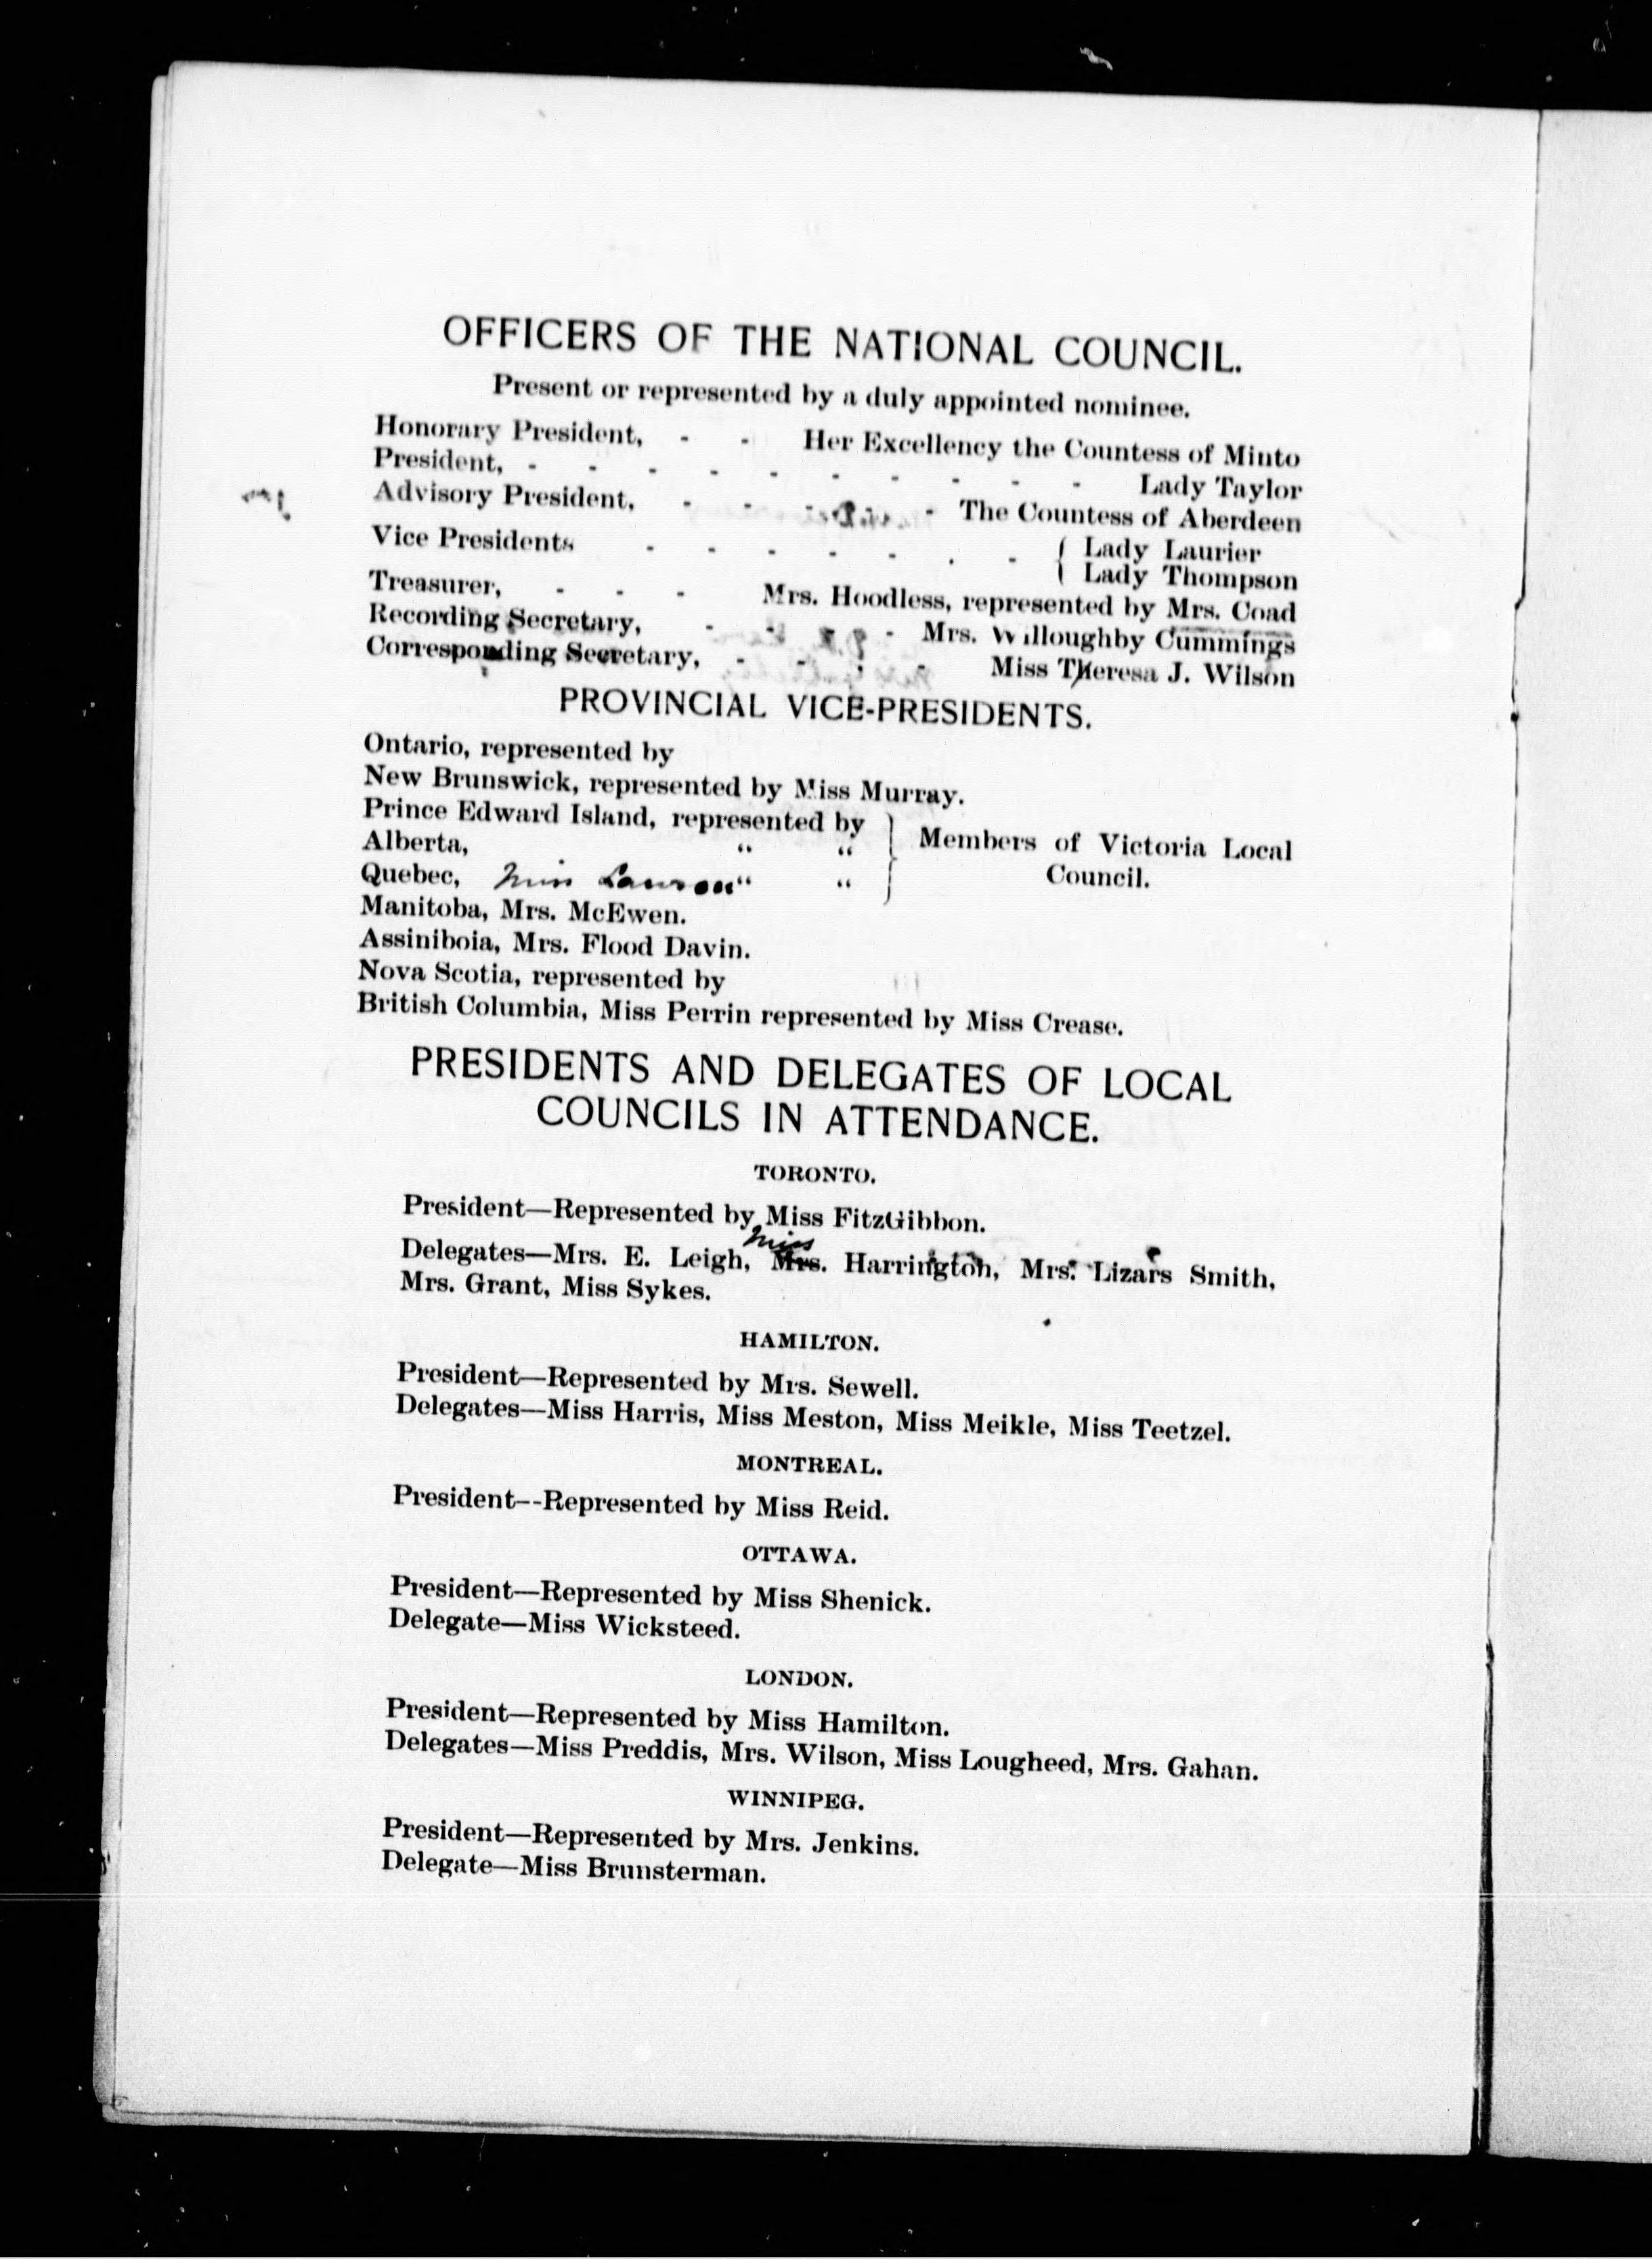 OFFICERS OF THE NATIONAL COUNCIL.
Present or represented by a duly appointed nominee.
Honorary President, - - Her Excellency the Countess of Minto
President, - - - - - - - - - - Lady Taylor
Advisory President, - - - - - The Countess of Aberdeen
Vice Presidents - - - - - - - { Lady Laurier
{ Lady Thompson
Treasurer, - - - Mrs. Hoodless, represented by Mrs. Coad
Recording Secretary, - - - - Mrs. Willoughby Cummings
Corresponding Secretary, - - - - Miss Theresa J. Wilson
PROVINCIAL VICE-PRESIDENTS.
Ontario, represented by
New Brunswick, represented by Miss Murray.
Prince Edward Island, represented by
Alberta, " " } Members of Victoria Local
Quebec, Miss " " Council.
Manitoba, Mrs. McEwen.
Assiniboia, Mrs. Flood Davin.
Nova Scotia, represented by
British Columbia, Miss Perrin represented by Miss Crease.
PRESIDENTS AND DELEGATES OF LOCAL
COUNCILS IN ATTENDANCE.
TORONTO.
President—Represented by Miss FitzGibbon.
Miss
Delegates—Mrs. E. Leigh, Mrs. Harrington, Mrs. Lizars Smith,
Mrs. Grant, Miss Sykes.
HAMILTON.
President—Represented by Mrs. Sewell.
Delegates—Miss Harris, Miss Meston, Miss Meikle, Miss Teetzel.
MONTREAL.
President--Represented by Miss Reid.
OTTAWA.
President—Represented by Miss Shenick.
Delegate—Miss Wicksteed.
LONDON.
President—Represented by Miss Hamilton.
Delegates—Miss Preddis, Mrs. Wilson, Miss Lougheed, Mrs. Gahan.
WINNIPEG.
President—Represented by Mrs. Jenkins.
Delegate—Miss Brunsterman.